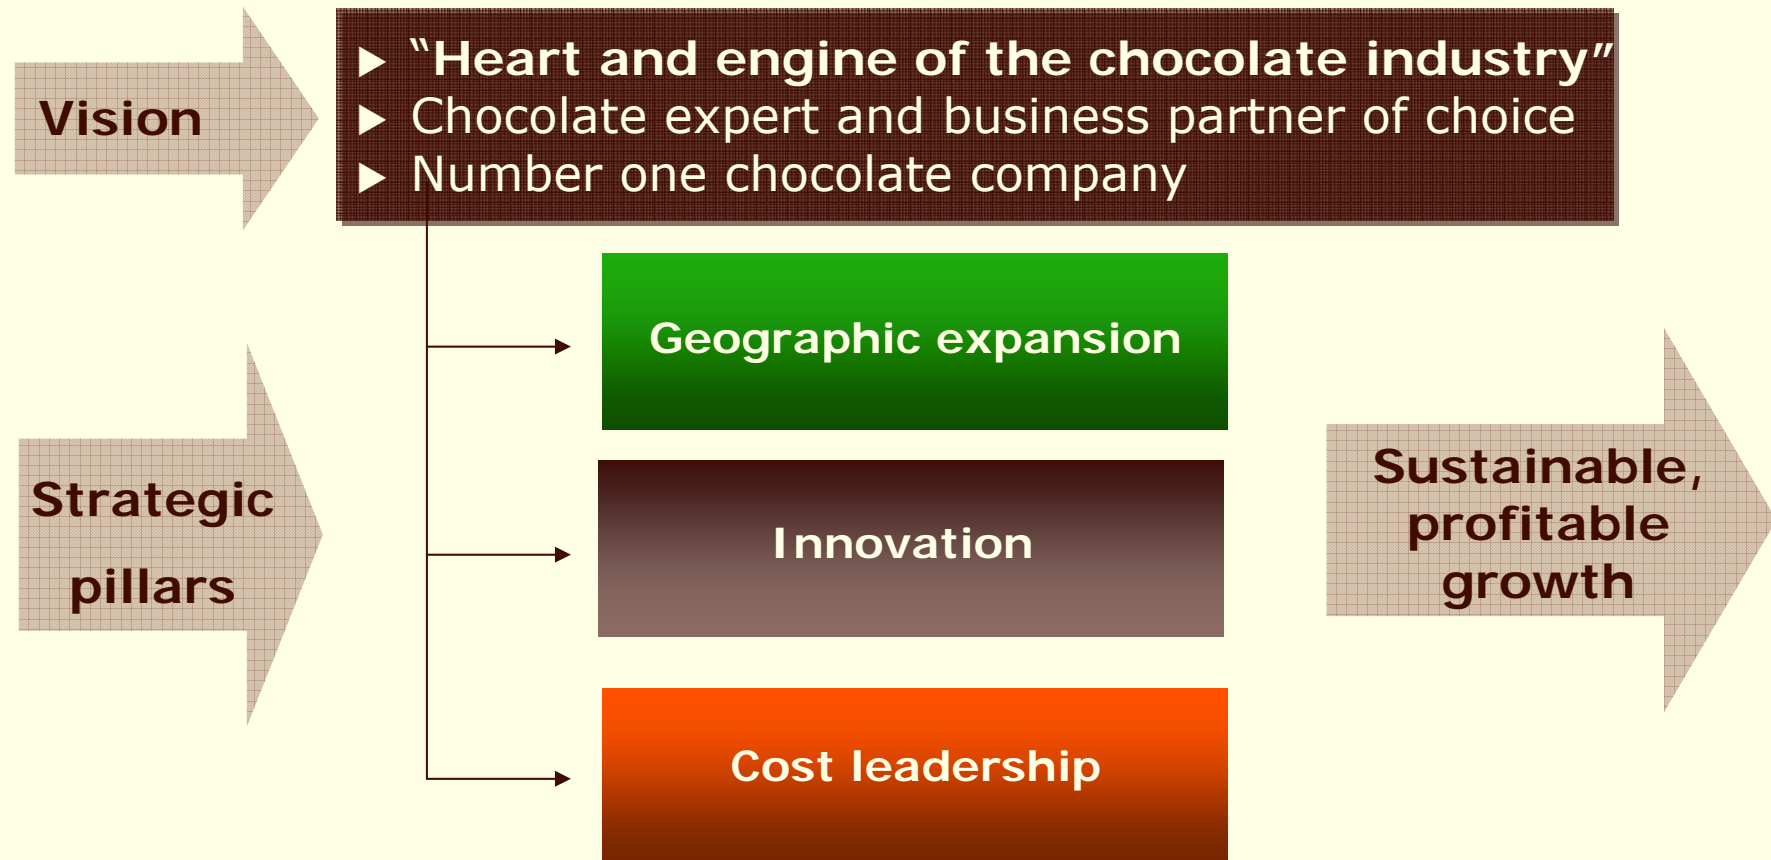 Vision
▶ “Heart and engine of the chocolate industry”
▶ Chocolate expert and business partner of choice
▶ Number one chocolate company
Strategic
pillars
Geographic expansion
Innovation
Cost leadership
Sustainable,
profitable
growth